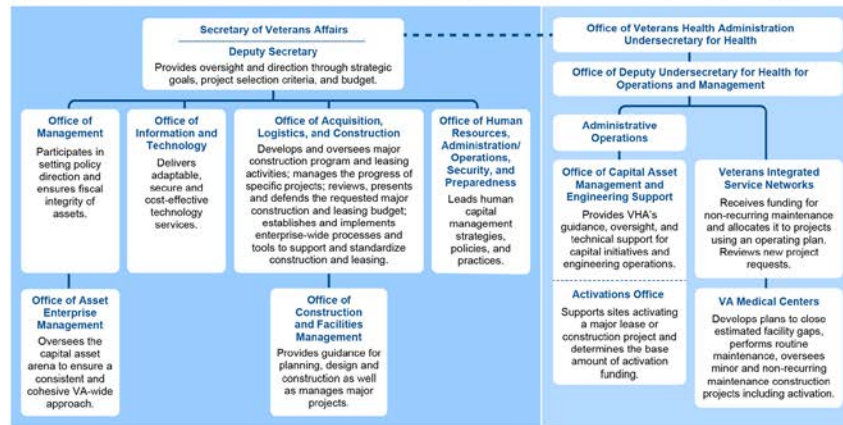 Secretary of Veterans Affairs
Deputy Secretary
Provides oversight and direction through strategic
goals, project selection criteria, and budget.
Office of Veterans Health Administration
Undersecretary for Health
Office of Deputy Undersecretary for Health for
Operations and Management
Office of
Management
Participates in
setting policy
direction and
ensures fiscal
integrity of
assets.
Office of
Information and
Technology
Delivers
adaptable,
secure and
cost-effective
technology
services.
Office of Acquisition,
Logistics, and Construction
Develops and oversees major
construction program and leasing
activities; manages the progress of
specific projects; reviews, presents
and defends the requested major
construction and leasing budget;
establishes and implements
enterprise-wide processes and
tools to support and standardize
construction and leasing.
Office of Human
Resources,
Administration/
Operations,
Security, and
Preparedness
Leads human
capital
management
strategies,
policies, and
practices.
Administrative
Operations
Office of Capital Asset
Management and
Engineering Support
Provides VHA's
guidance, oversight, and
technical support for
capital initiatives and
engineering operations.
Activations Office
Supports sites activating
a major lease or
construction project and
determines the base
amount of activation
funding.
Veterans Integrated
Service Networks
Receives funding for
non-recurring maintenance
and allocates it to projects
using an operating plan.
Reviews new project
requests.
Office of Asset
Enterprise
Management
Oversees the
capital asset
arena to ensure a
consistent and
cohesive VA-wide
approach.
Office of
Construction
and Facilities
Management
Provides guidance for
planning, design and
construction as well
as manages major
projects.
VA Medical Centers
Develops plans to close
estimated facility gaps,
performs routine
maintenance, oversees
minor and non-recurring
maintenance construction
projects including activation.